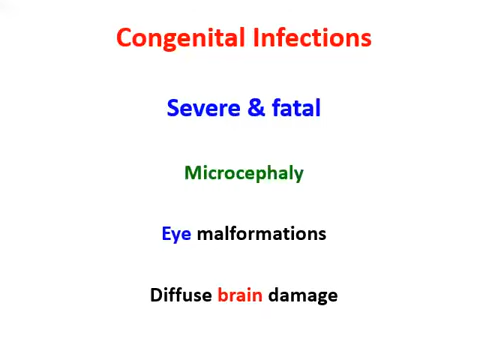 Congenital Infections
Severe & fatal
Microcephaly
Eye malformations
Diffuse brain damage